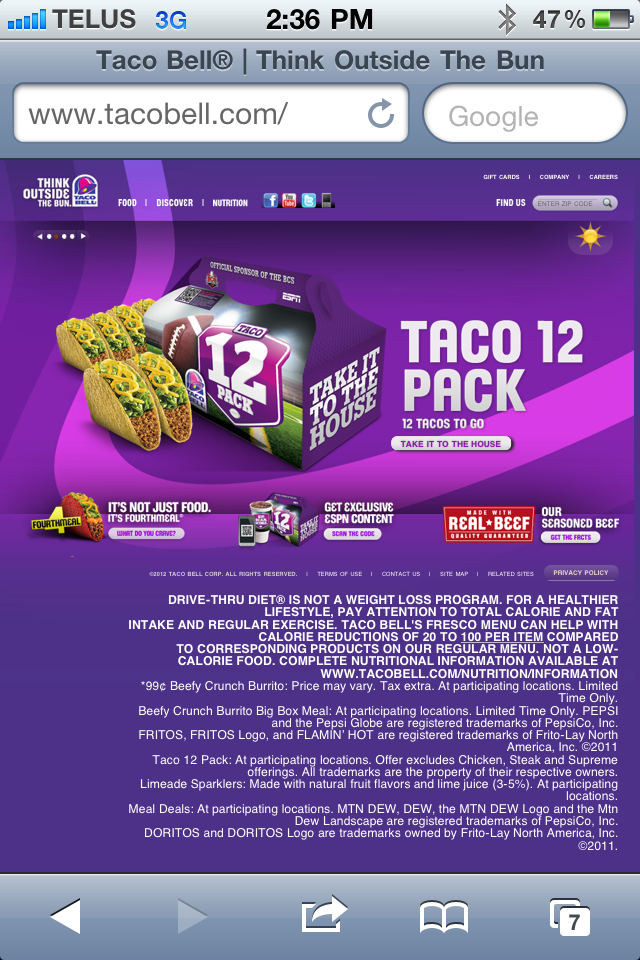 TELUS 3G 2:36 PM 47%
Taco Bell® | Think Outside The Bun
www.tacobell.com/ Google
GIFT CARDS | COMPANY | CAREERS
THINK
OUTSIDE
THE BUN.
TACO
BELL
FOOD | DISCOVER | NUTRITION
f You Tube t
FIND US ENTER ZIP CODE
OFFICIAL SPONSOR OF THE BCS
ESPN
TACO
12
PACK
TACO
BELL
TAKE IT
TO THE
HOUSE
TACO 12
PACK
12 TACOS TO GO
TAKE IT TO THE HOUSE
4
FOURTHMEAL
IT'S NOT JUST FOOD.
IT'S FOURTHMEAL®
WHAT DO YOU CRAVE?
GET EXCLUSIVE
ESPN CONTENT
SCAN THE CODE
MADE WITH
REAL★BEEF
QUALITY GUARANTEED
OUR
SEASONED BEEF
GET THE FACTS
©2012 TACO BELL CORP. ALL RIGHTS RESERVED. | TERMS OF USE | CONTACT US | SITE MAP | RELATED SITES PRIVACY POLICY
DRIVE-THRU DIET® IS NOT A WEIGHT LOSS PROGRAM. FOR A HEALTHIER
LIFESTYLE, PAY ATTENTION TO TOTAL CALORIE AND FAT
INTAKE AND REGULAR EXERCISE. TACO BELL'S FRESCO MENU CAN HELP WITH
CALORIE REDUCTIONS OF 20 TO 100 PER ITEM COMPARED
TO CORRESPONDING PRODUCTS ON OUR REGULAR MENU. NOT A LOW-
CALORIE FOOD. COMPLETE NUTRITIONAL INFORMATION AVAILABLE AT
WWW.TACOBELL.COM/NUTRITION/INFORMATION
*99¢ Beefy Crunch Burrito: Price may vary. Tax extra. At participating locations. Limited
Time Only.
Beefy Crunch Burrito Big Box Meal: At participating locations. Limited Time Only. PEPSI
and the Pepsi Globe are registered trademarks of PepsiCo, Inc.
FRITOS, FRITOS Logo, and FLAMIN' HOT are registered trademarks of Frito-Lay North
America, Inc. ©2011
Taco 12 Pack: At participating locations. Offer excludes Chicken, Steak and Supreme
offerings. All trademarks are the property of their respective owners.
Limeade Sparklers: Made with natural fruit flavors and lime juice (3-5%). At participating
locations.
Meal Deals: At participating locations. MTN DEW, DEW, the MTN DEW Logo and the Mtn
Dew Landscape are registered trademarks of PepsiCo, Inc.
DORITOS and DORITOS Logo are trademarks owned by Frito-Lay North America, Inc.
©2011.
7